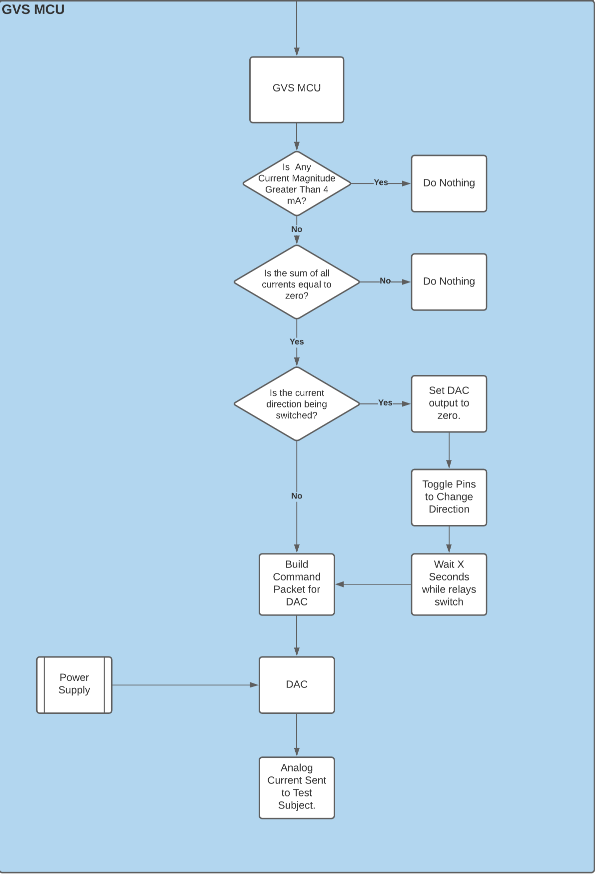 GVS MCU
GVS MCU
Is Any
Current Magnitude
Greater Than 4
mA?
Yes
Do Nothing
No
Is the sum of all
currents equal to
zero?
No
Do Nothing
Yes
Is the current
direction being
switched?
Yes
Set DAC
output to
zero.
Toggle Pins
to Change
Direction
No
Build
Command
Packet for
DAC
Wait X
Seconds
while relays
switch
Power
Supply
DAC
Analog
Current Sent
to Test
Subject.